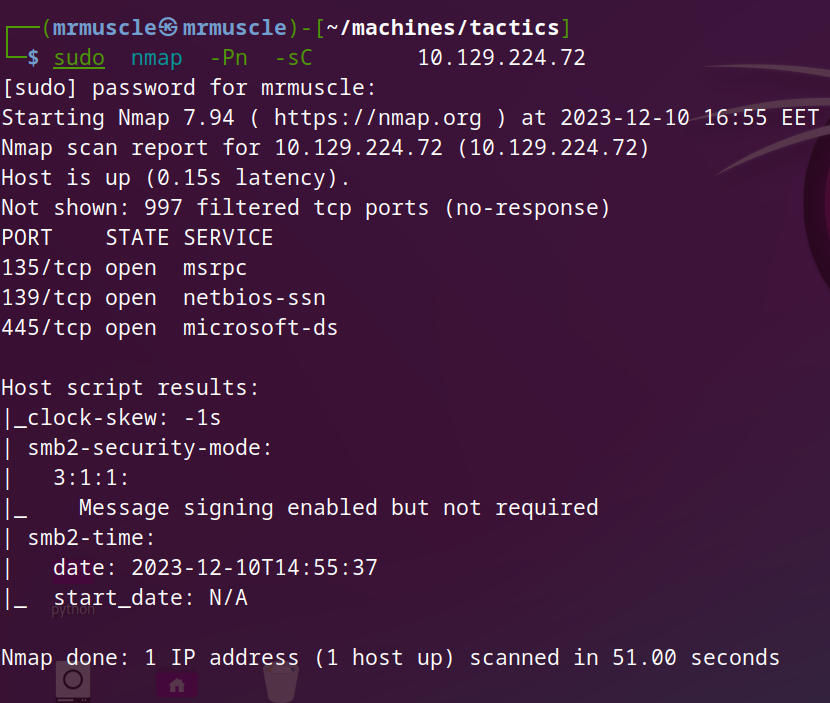 ┌──(mrmuscle㉿mrmuscle)-[~/machines/tactics]
└─$ sudo  nmap  -Pn  -sC        10.129.224.72
[sudo] password for mrmuscle:
Starting Nmap 7.94 ( https://nmap.org ) at 2023-12-10 16:55 EET
Nmap scan report for 10.129.224.72 (10.129.224.72)
Host is up (0.15s latency).
Not shown: 997 filtered tcp ports (no-response)
PORT    STATE SERVICE
135/tcp open  msrpc
139/tcp open  netbios-ssn
445/tcp open  microsoft-ds

Host script results:
|_clock-skew: -1s
| smb2-security-mode:
|   3:1:1:
|_    Message signing enabled but not required
| smb2-time:
|   date: 2023-12-10T14:55:37
|_  start_date: N/A
python

Nmap done: 1 IP address (1 host up) scanned in 51.00 seconds